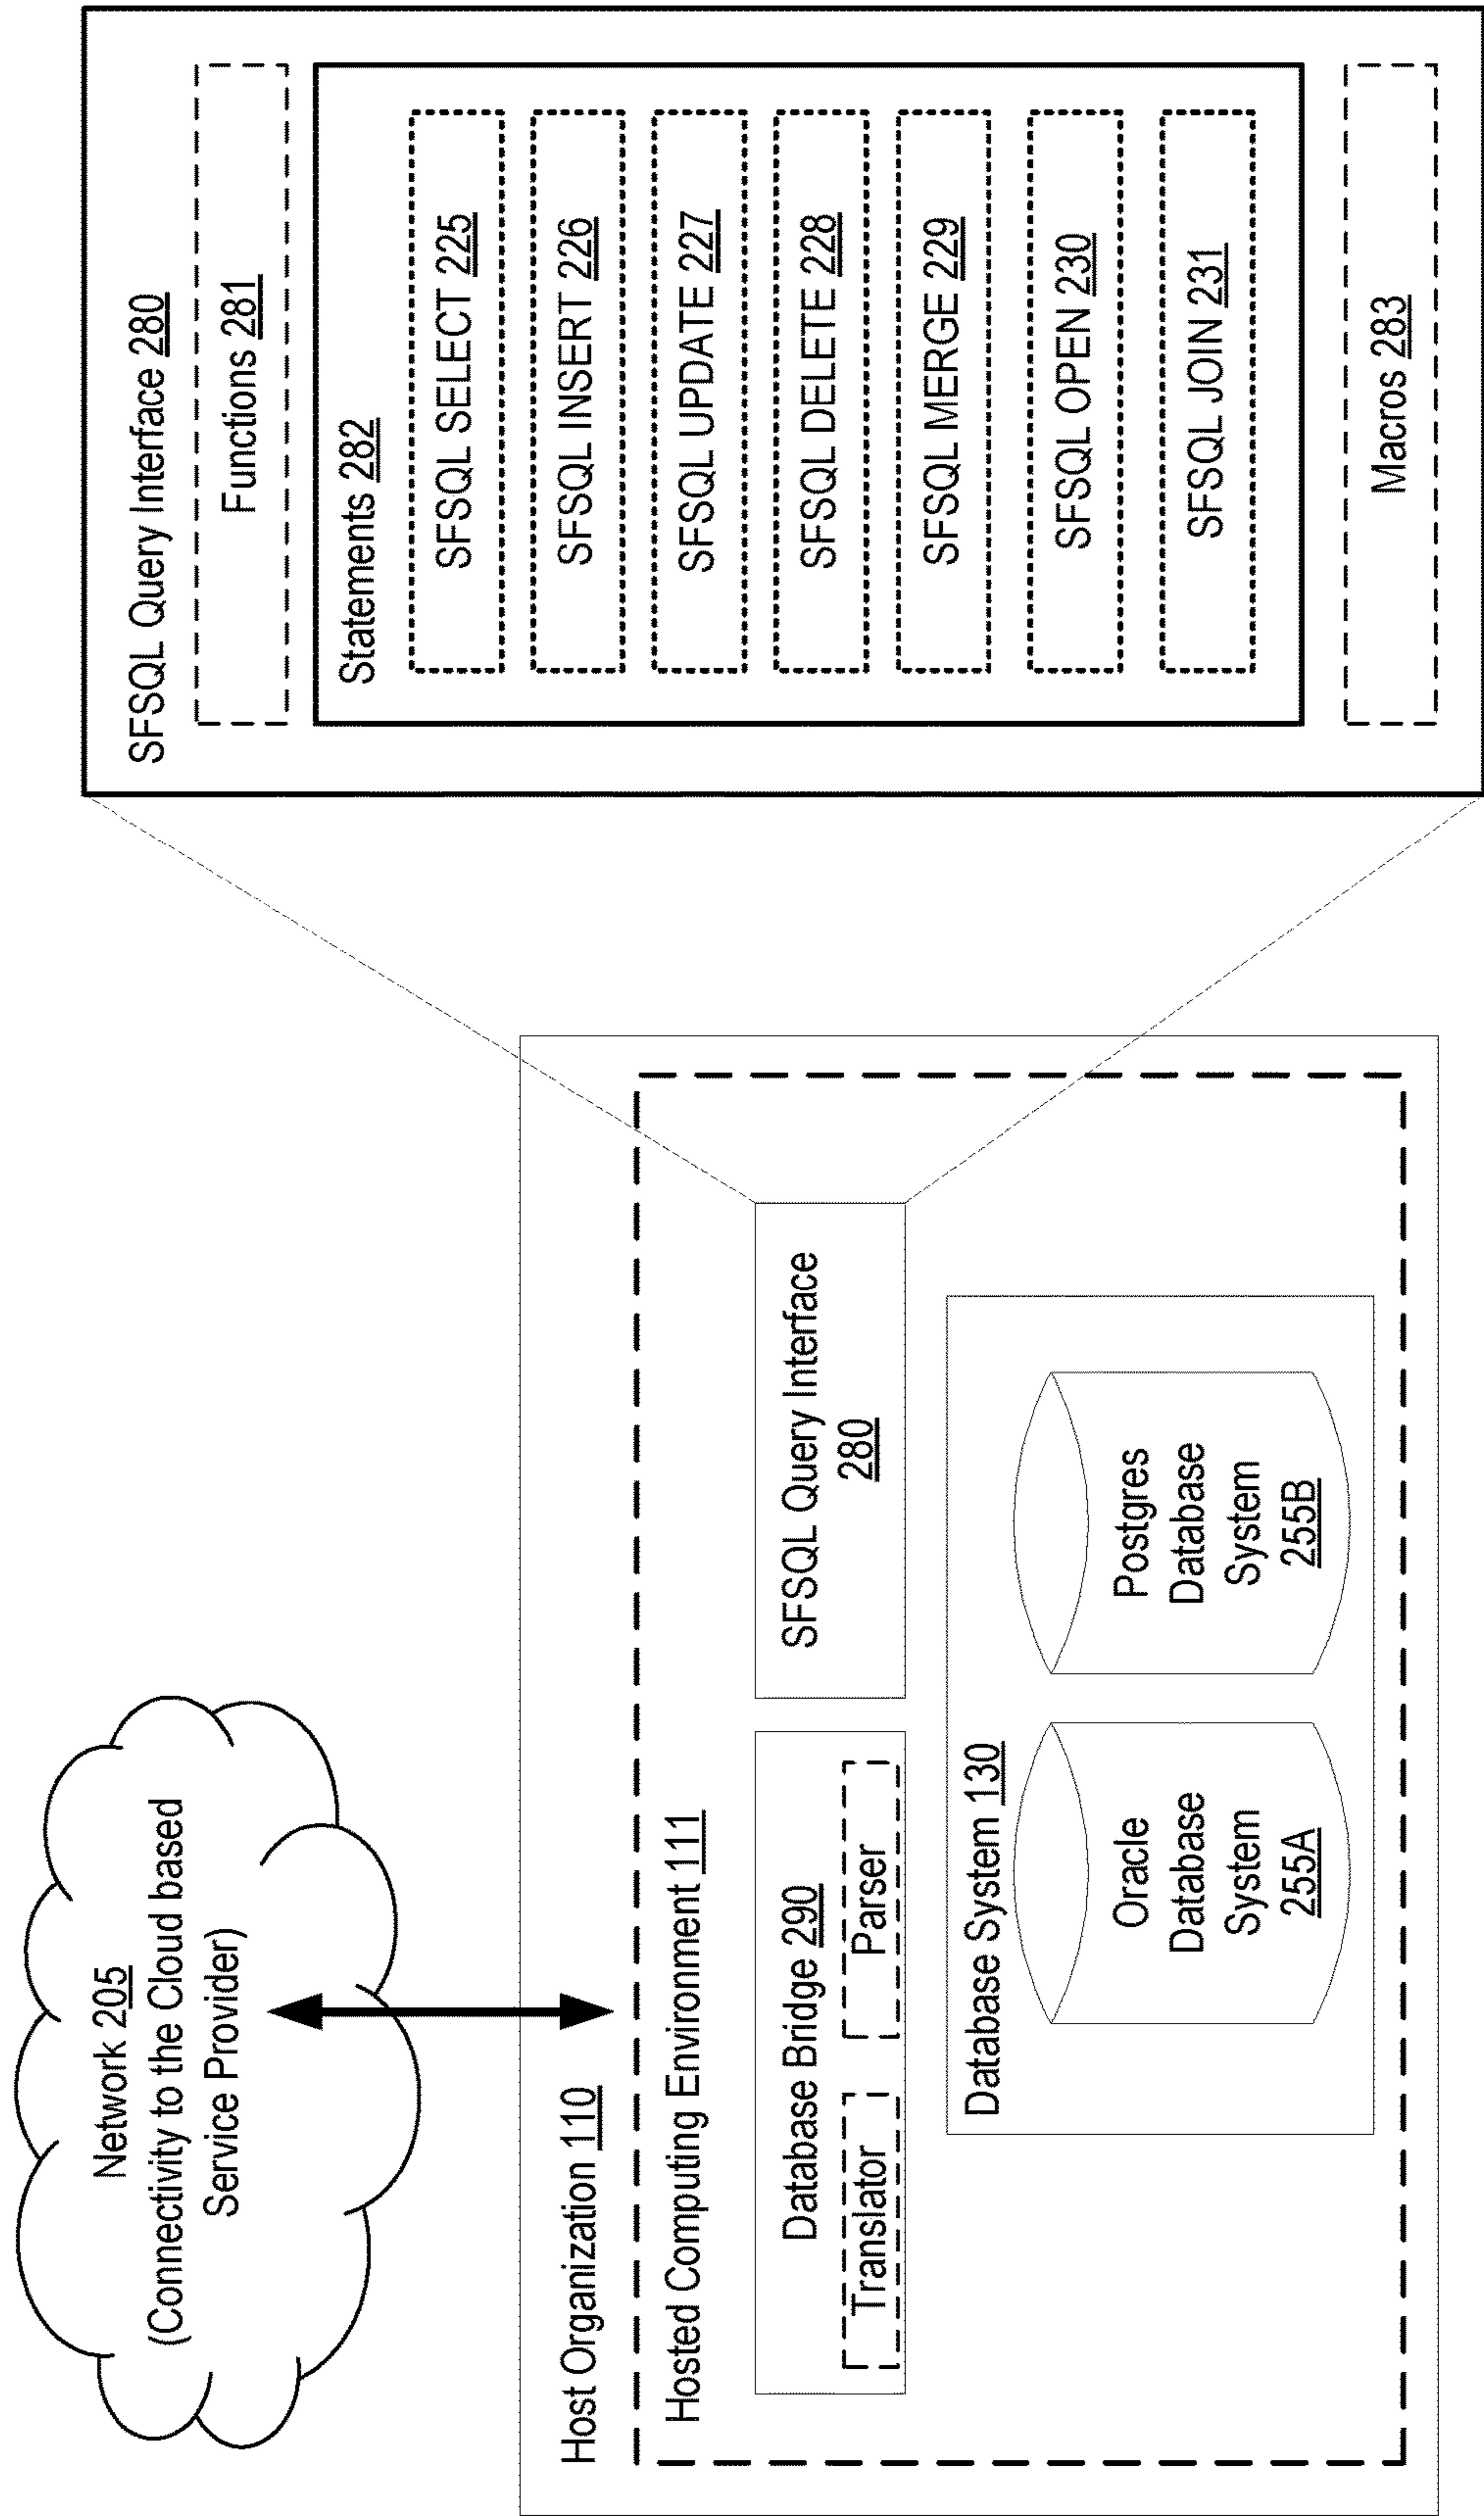 Network 205
(Connectivity to the Cloud based
Service Provider)
Host Organization 110
Hosted Computing Environment 111
Database Bridge 290
Translator
Parser
SFSQL Query Interface
280
Database System 130
Oracle
Database
System
255A
Postgres
Database
System
255B
SFSQL Query Interface 280
Functions 281
Statements 282
SFSQL SELECT 225
SFSQL INSERT 226
SFSQL UPDATE 227
SFSQL DELETE 228
SFSQL MERGE 229
SFSQL OPEN 230
SFSQL JOIN 231
Macros 283